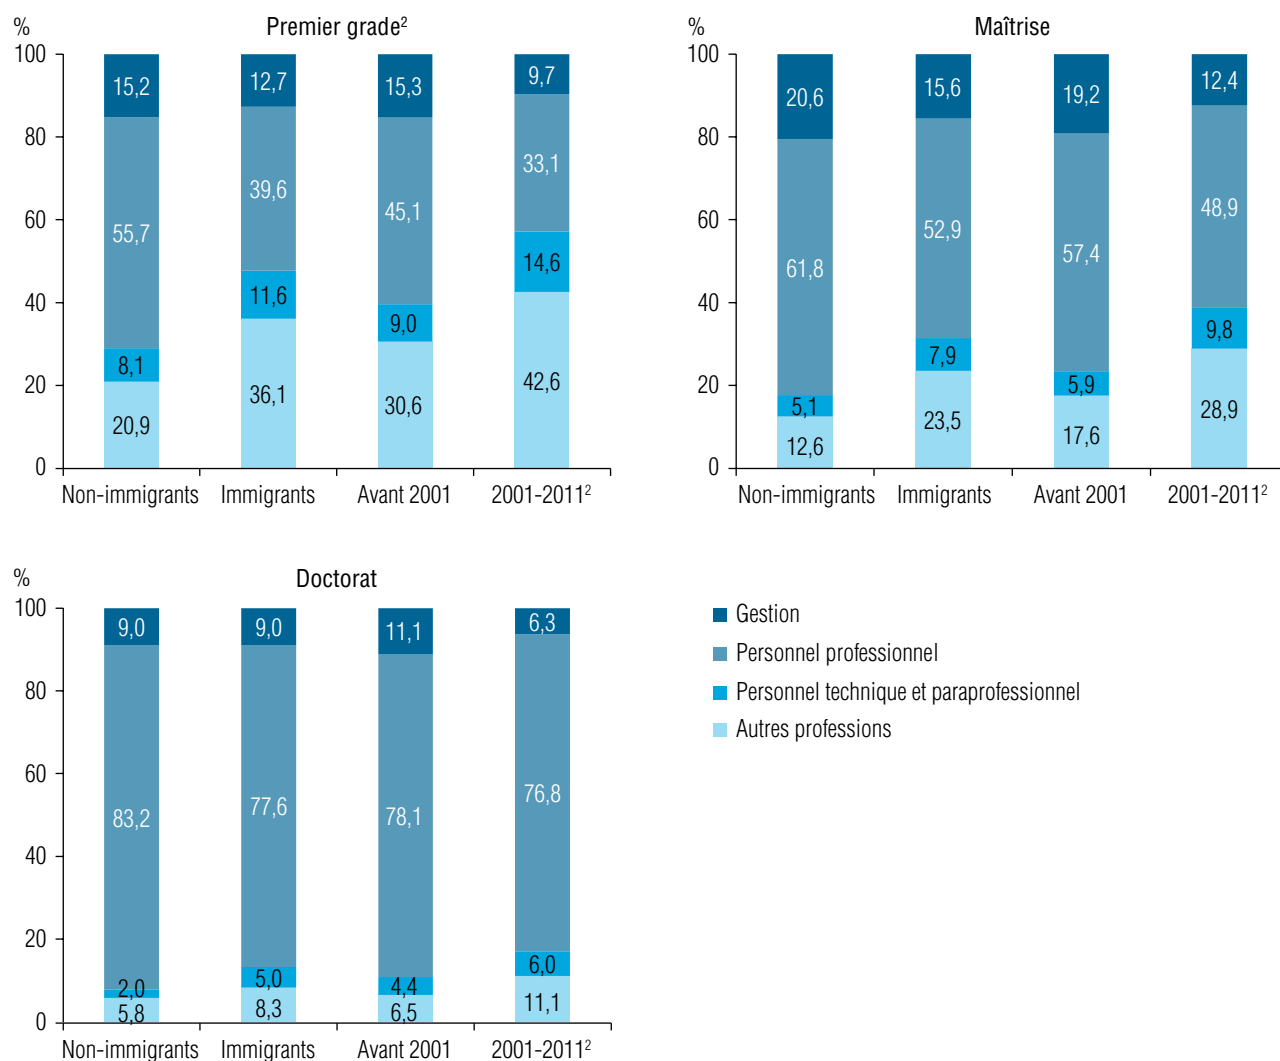 Premier grade²
%
100
80
60
40
20
0
15,2 12,7 15,3 9,7
55,7 39,6 45,1 33,1
8,1 11,6 9,0 14,6
20,9 36,1 30,6 42,6
Non-immigrants Immigrants Avant 2001 2001-2011²
Maîtrise
%
100
80
60
40
20
0
20,6 15,6 19,2 12,4
61,8 52,9 57,4 48,9
5,1 7,9 5,9 9,8
12,6 23,5 17,6 28,9
Non-immigrants Immigrants Avant 2001 2001-2011²
Doctorat
%
100
80
60
40
20
0
9,0 9,0 11,1 6,3
83,2 77,6 78,1 76,8
2,0 5,0 4,4 6,0
5,8 8,3 6,5 11,1
Non-immigrants Immigrants Avant 2001 2001-2011²
Gestion
Personnel professionnel
Personnel technique et paraprofessionnel
Autres professions